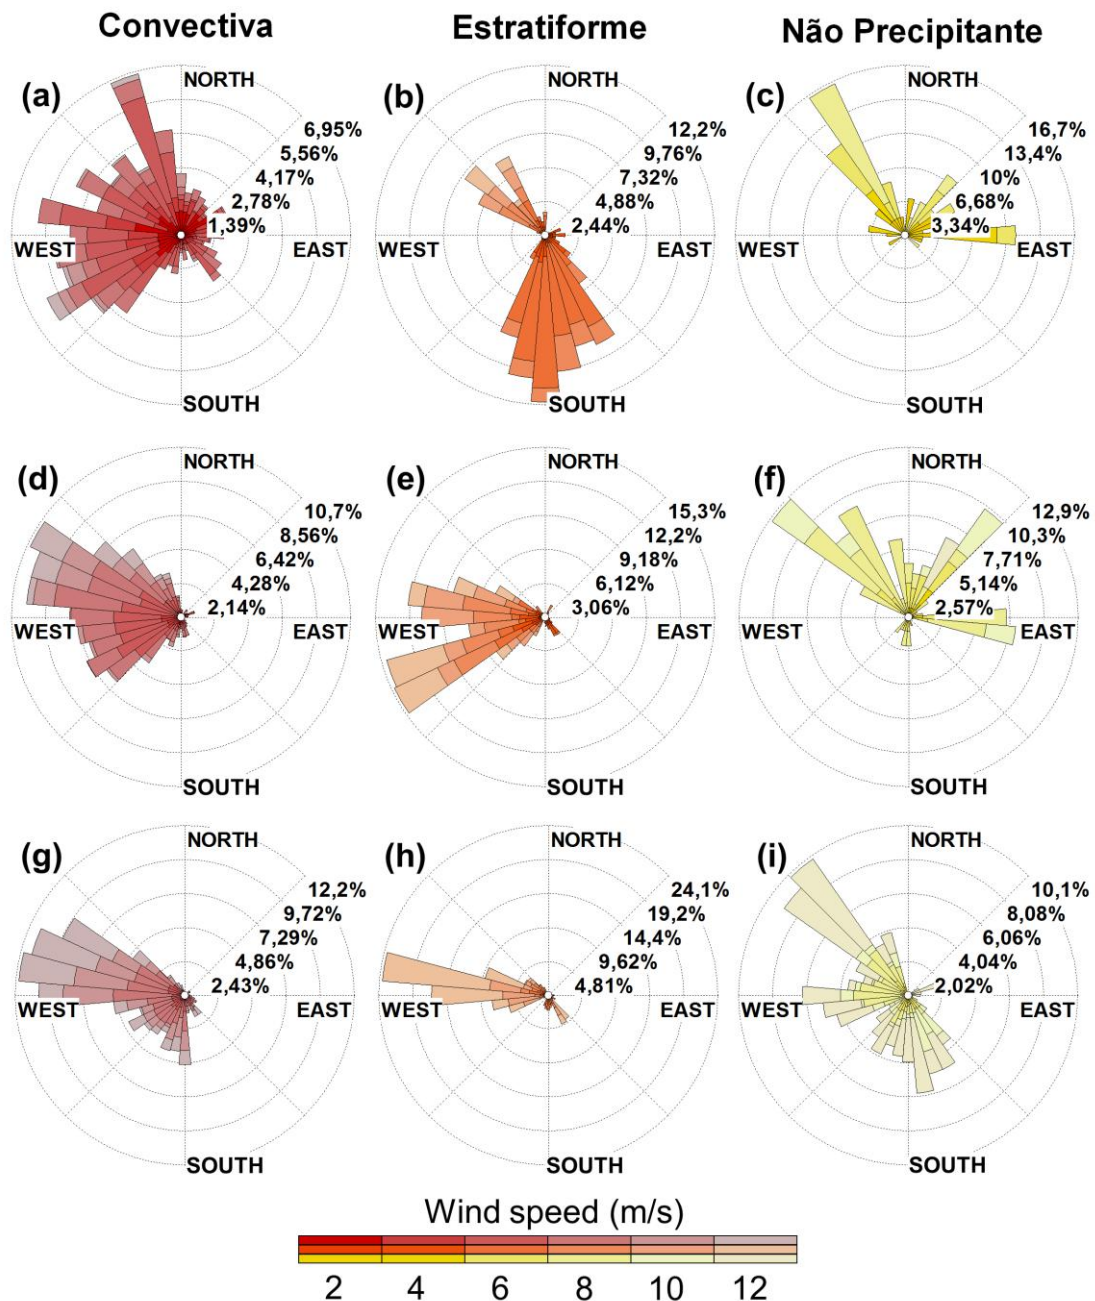 Convectiva
Estratiforme
Não Precipitante
(a)
NORTH
6,95%
5,56%
4,17%
2,78%
1,39%
WEST
EAST
SOUTH
(b)
NORTH
12,2%
9,76%
7,32%
4,88%
2,44%
WEST
EAST
SOUTH
(c)
NORTH
16,7%
13,4%
10%
6,68%
3,34%
WEST
EAST
SOUTH
(d)
NORTH
10,7%
8,56%
6,42%
4,28%
2,14%
WEST
EAST
SOUTH
(e)
NORTH
15,3%
12,2%
9,18%
6,12%
3,06%
WEST
EAST
SOUTH
(f)
NORTH
12,9%
10,3%
7,71%
5,14%
2,57%
WEST
EAST
SOUTH
(g)
NORTH
12,2%
9,72%
7,29%
4,86%
2,43%
WEST
EAST
SOUTH
(h)
NORTH
24,1%
19,2%
14,4%
9,62%
4,81%
WEST
EAST
SOUTH
(i)
NORTH
10,1%
8,08%
6,06%
4,04%
2,02%
WEST
EAST
SOUTH
Wind speed (m/s)
2 4 6 8 10 12